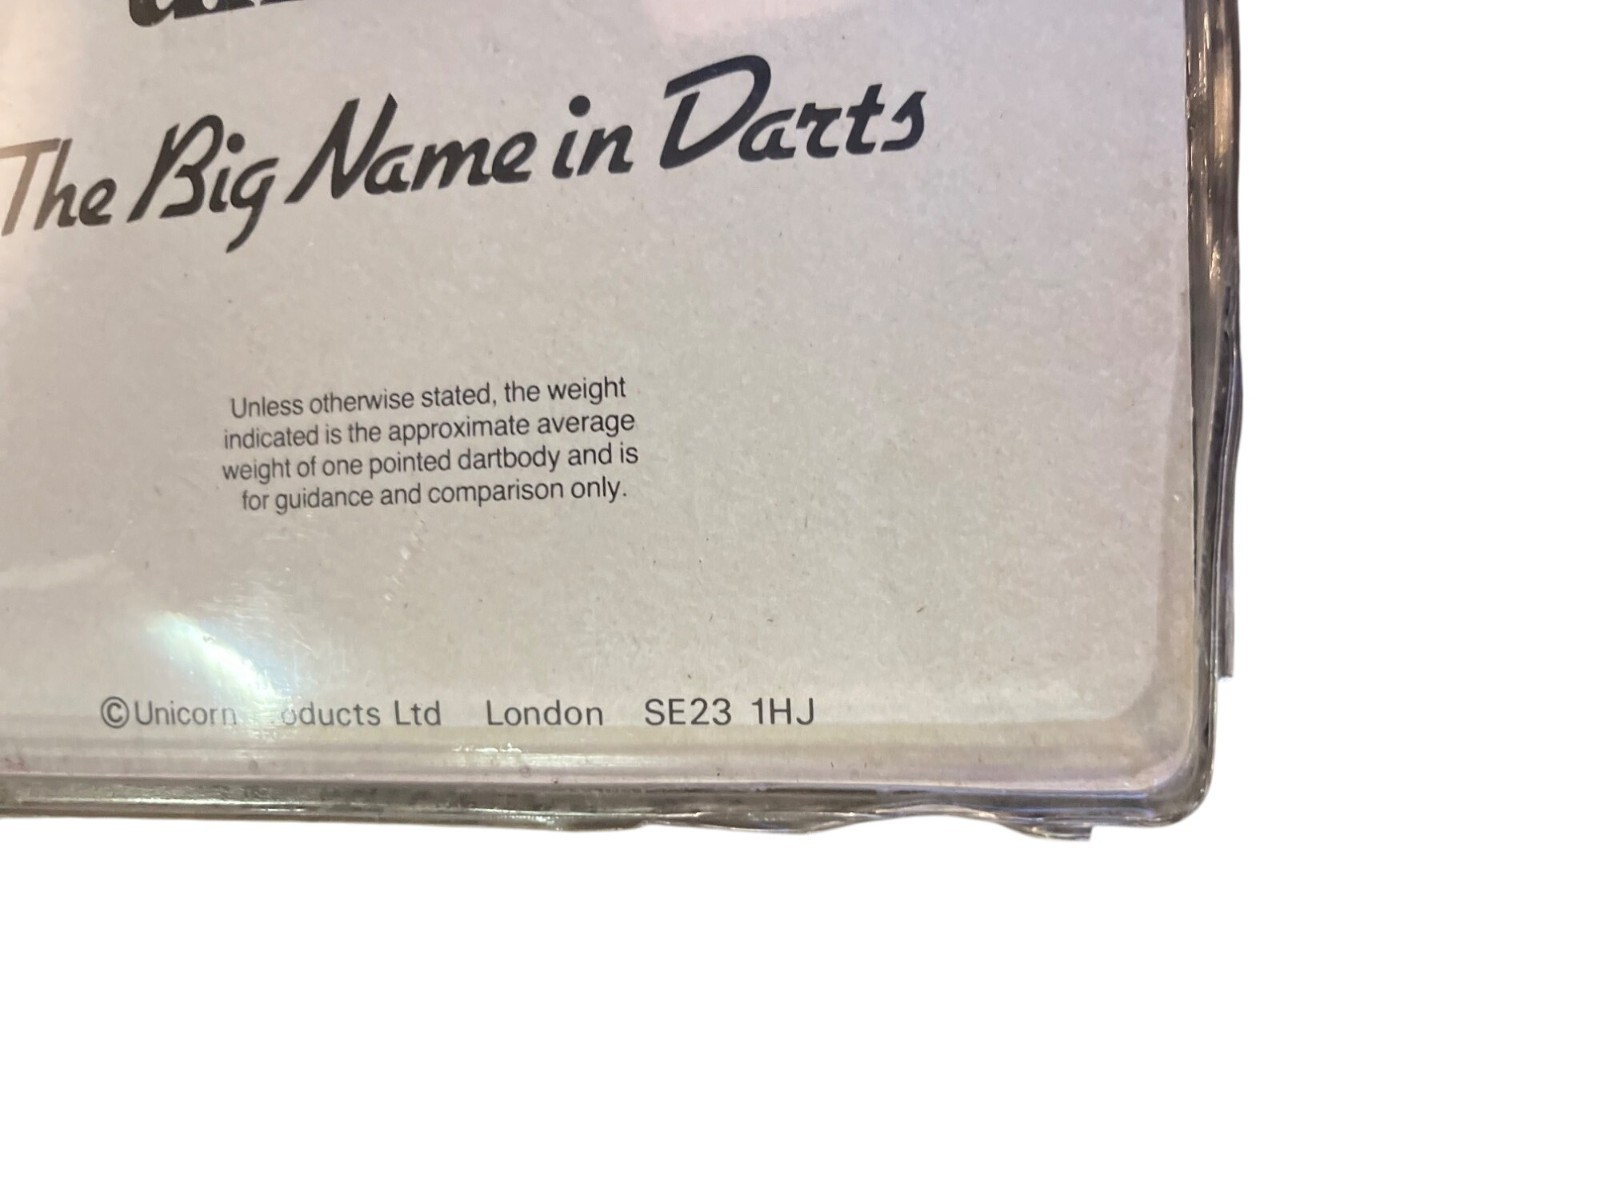 The Big Name in Darts
Unless otherwise stated, the weight
indicated is the approximate average
weight of one pointed dartbody and is
for guidance and comparison only.
©Unicorn oducts Ltd London SE23 1HJ